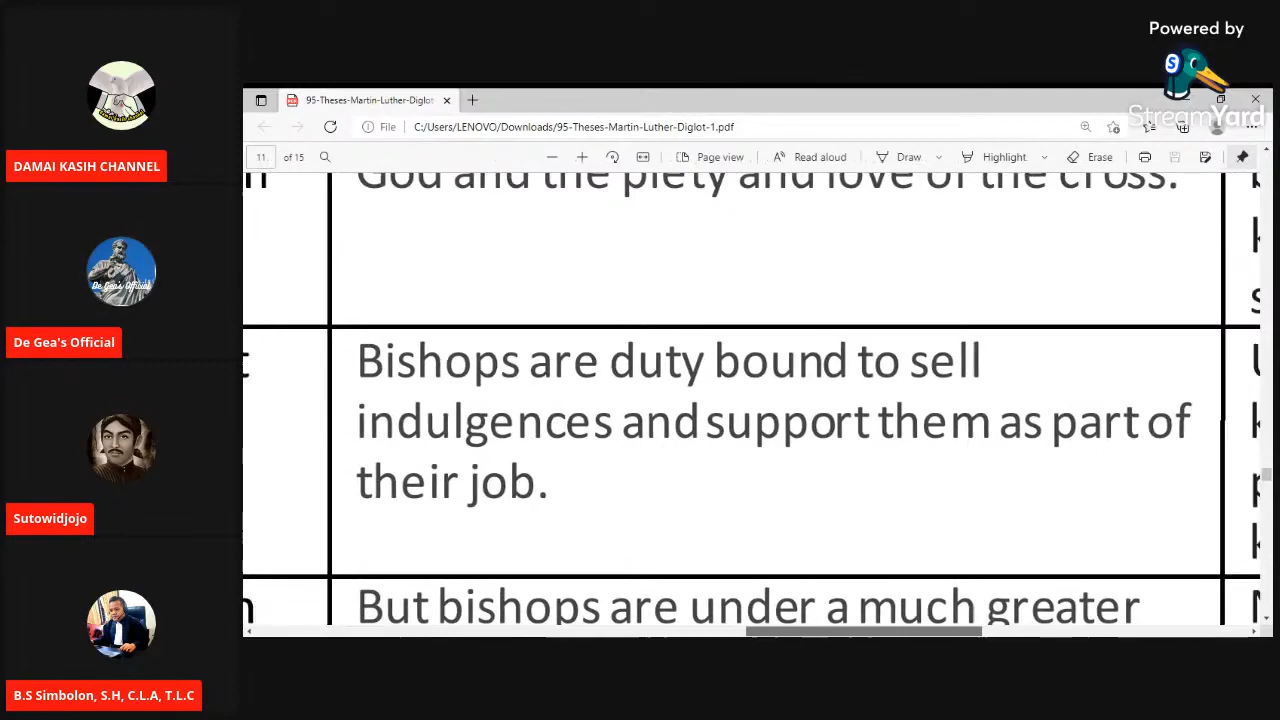 Powered by
StreamYard
DAMAI KASIH CHANNEL
De Gea's Official
De Gea's Official
Sutowidjojo
B.S Simbolon, S.H, C.L.A, T.L.C
95-Theses-Martin-Luther-Diglot
File C:/Users/LENOVO/Downloads/95-Theses-Martin-Luther-Diglot-1.pdf
11 of 15 Page view Read aloud Draw Highlight Erase
God and the piety and love of the cross.
Bishops are duty bound to sell
indulgences and support them as part of
their job.
But bishops are under a much greater